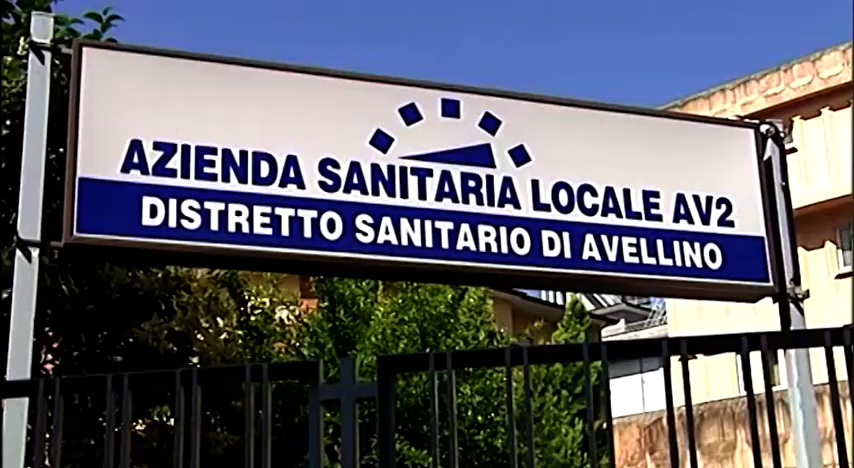 AZIENDA SANITARIA LOCALE AV2
DISTRETTO SANITARIO DI AVELLINO